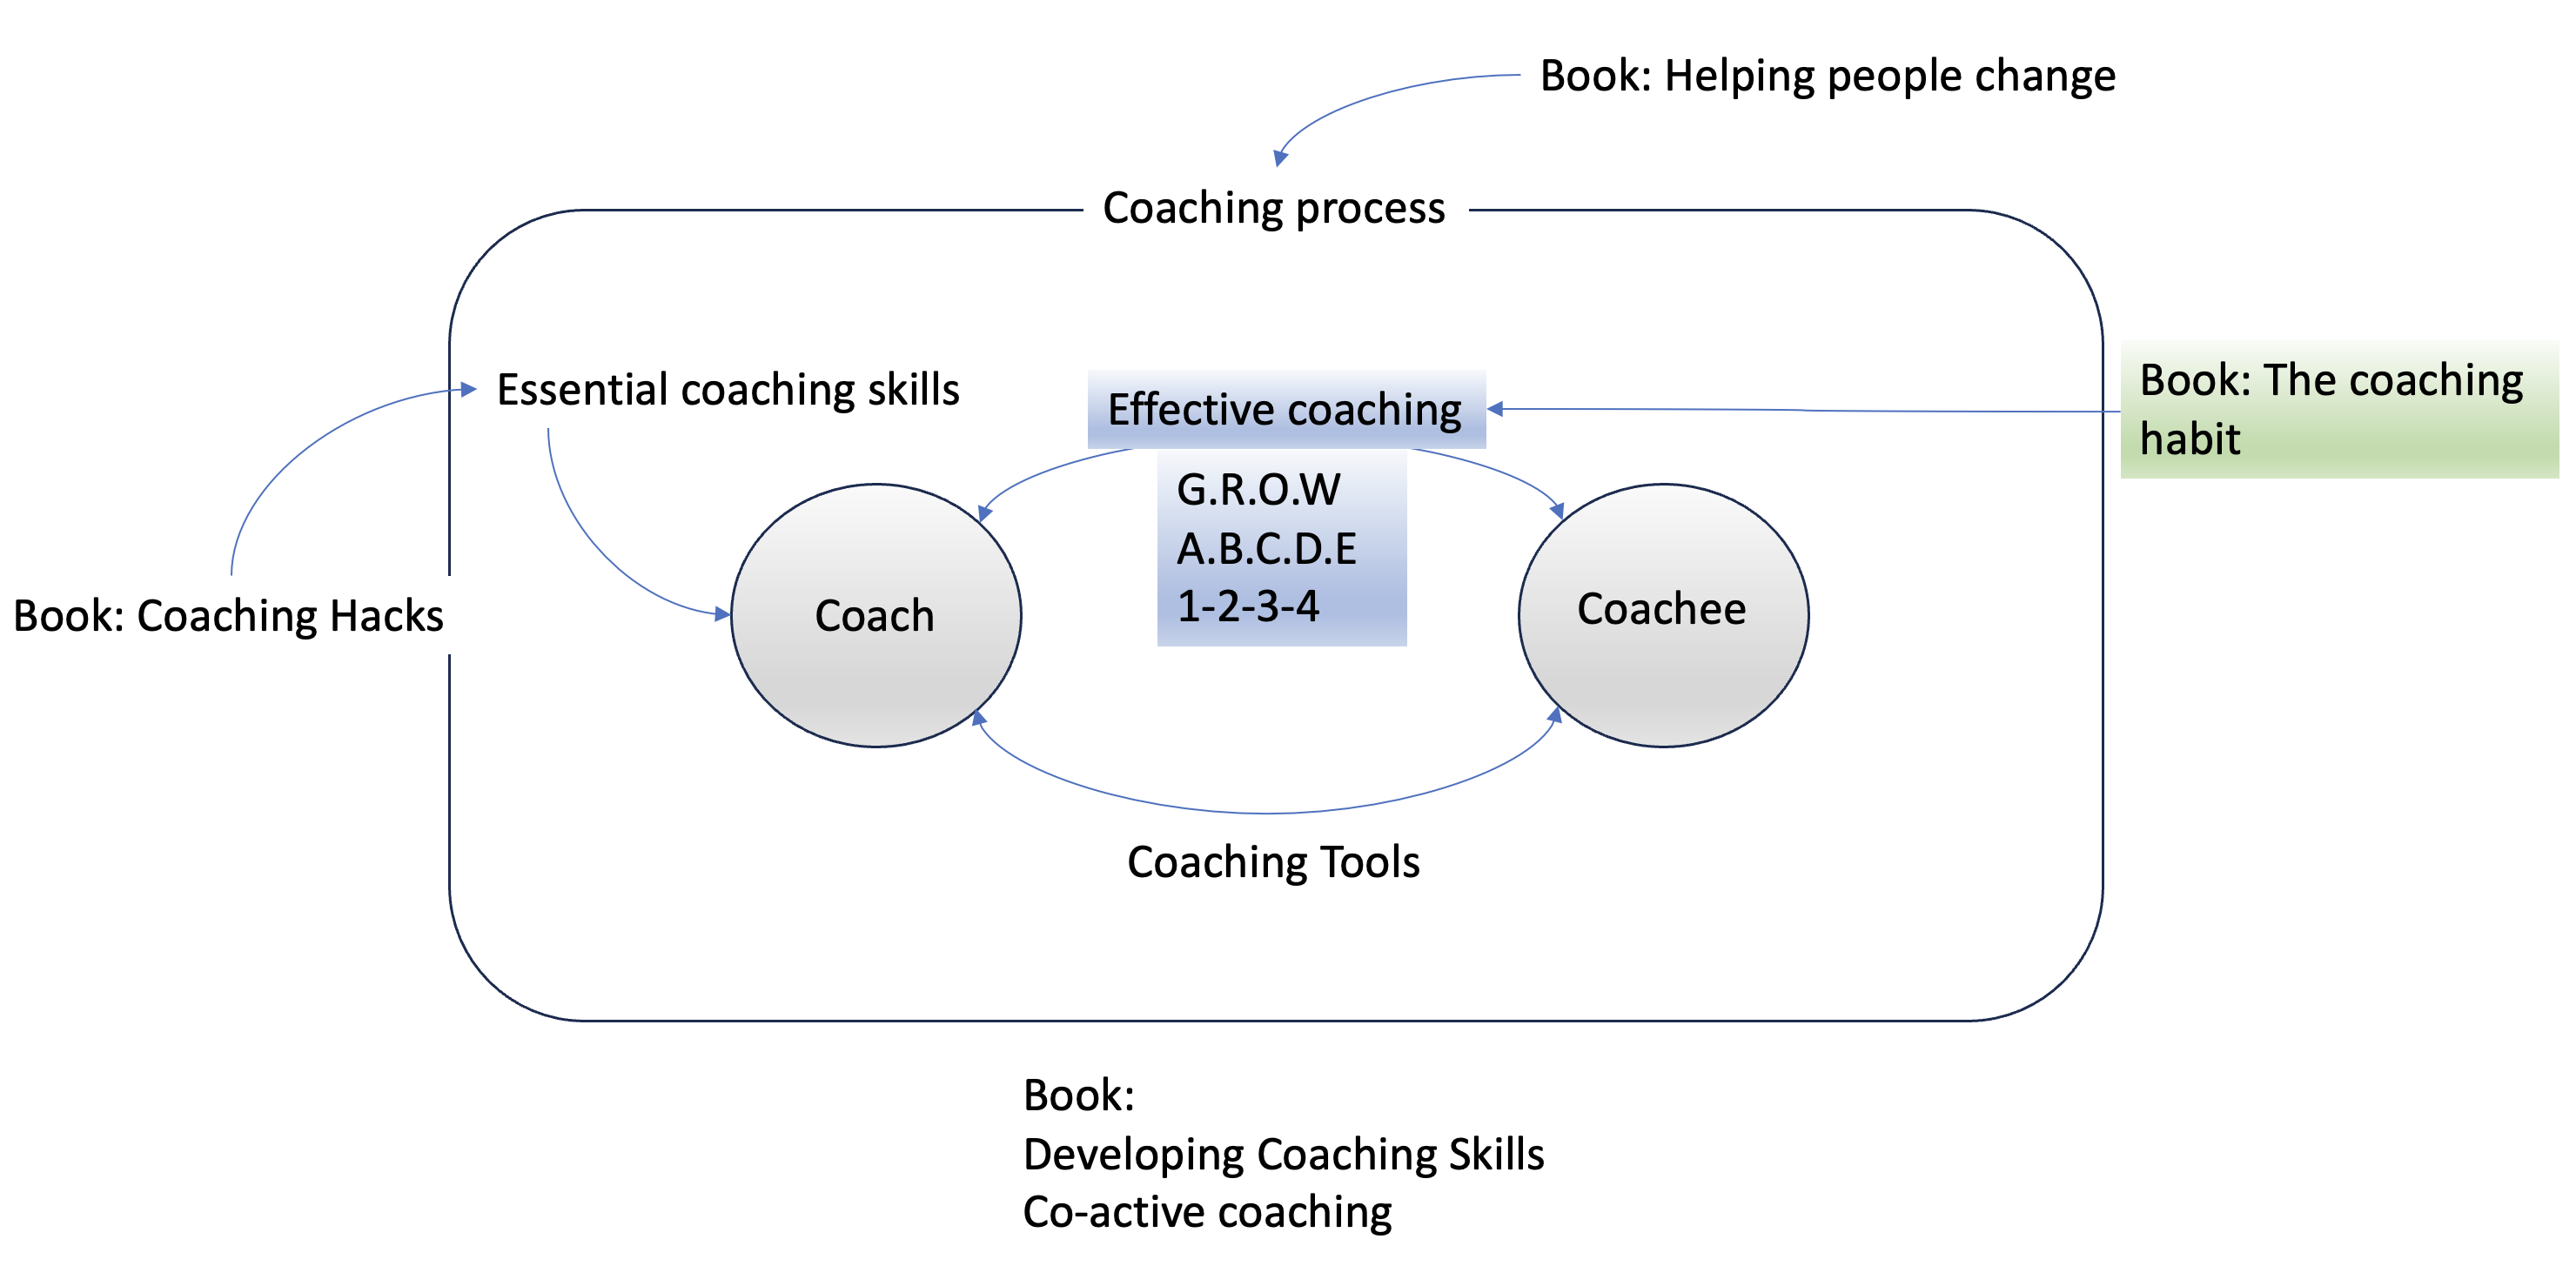 Book: Helping people change
Coaching process
Essential coaching skills
Effective coaching
Book: The coaching
habit
G.R.O.W
A.B.C.D.E
1-2-3-4
Book: Coaching Hacks
Coach
Coachee
Coaching Tools
Book:
Developing Coaching Skills
Co-active coaching